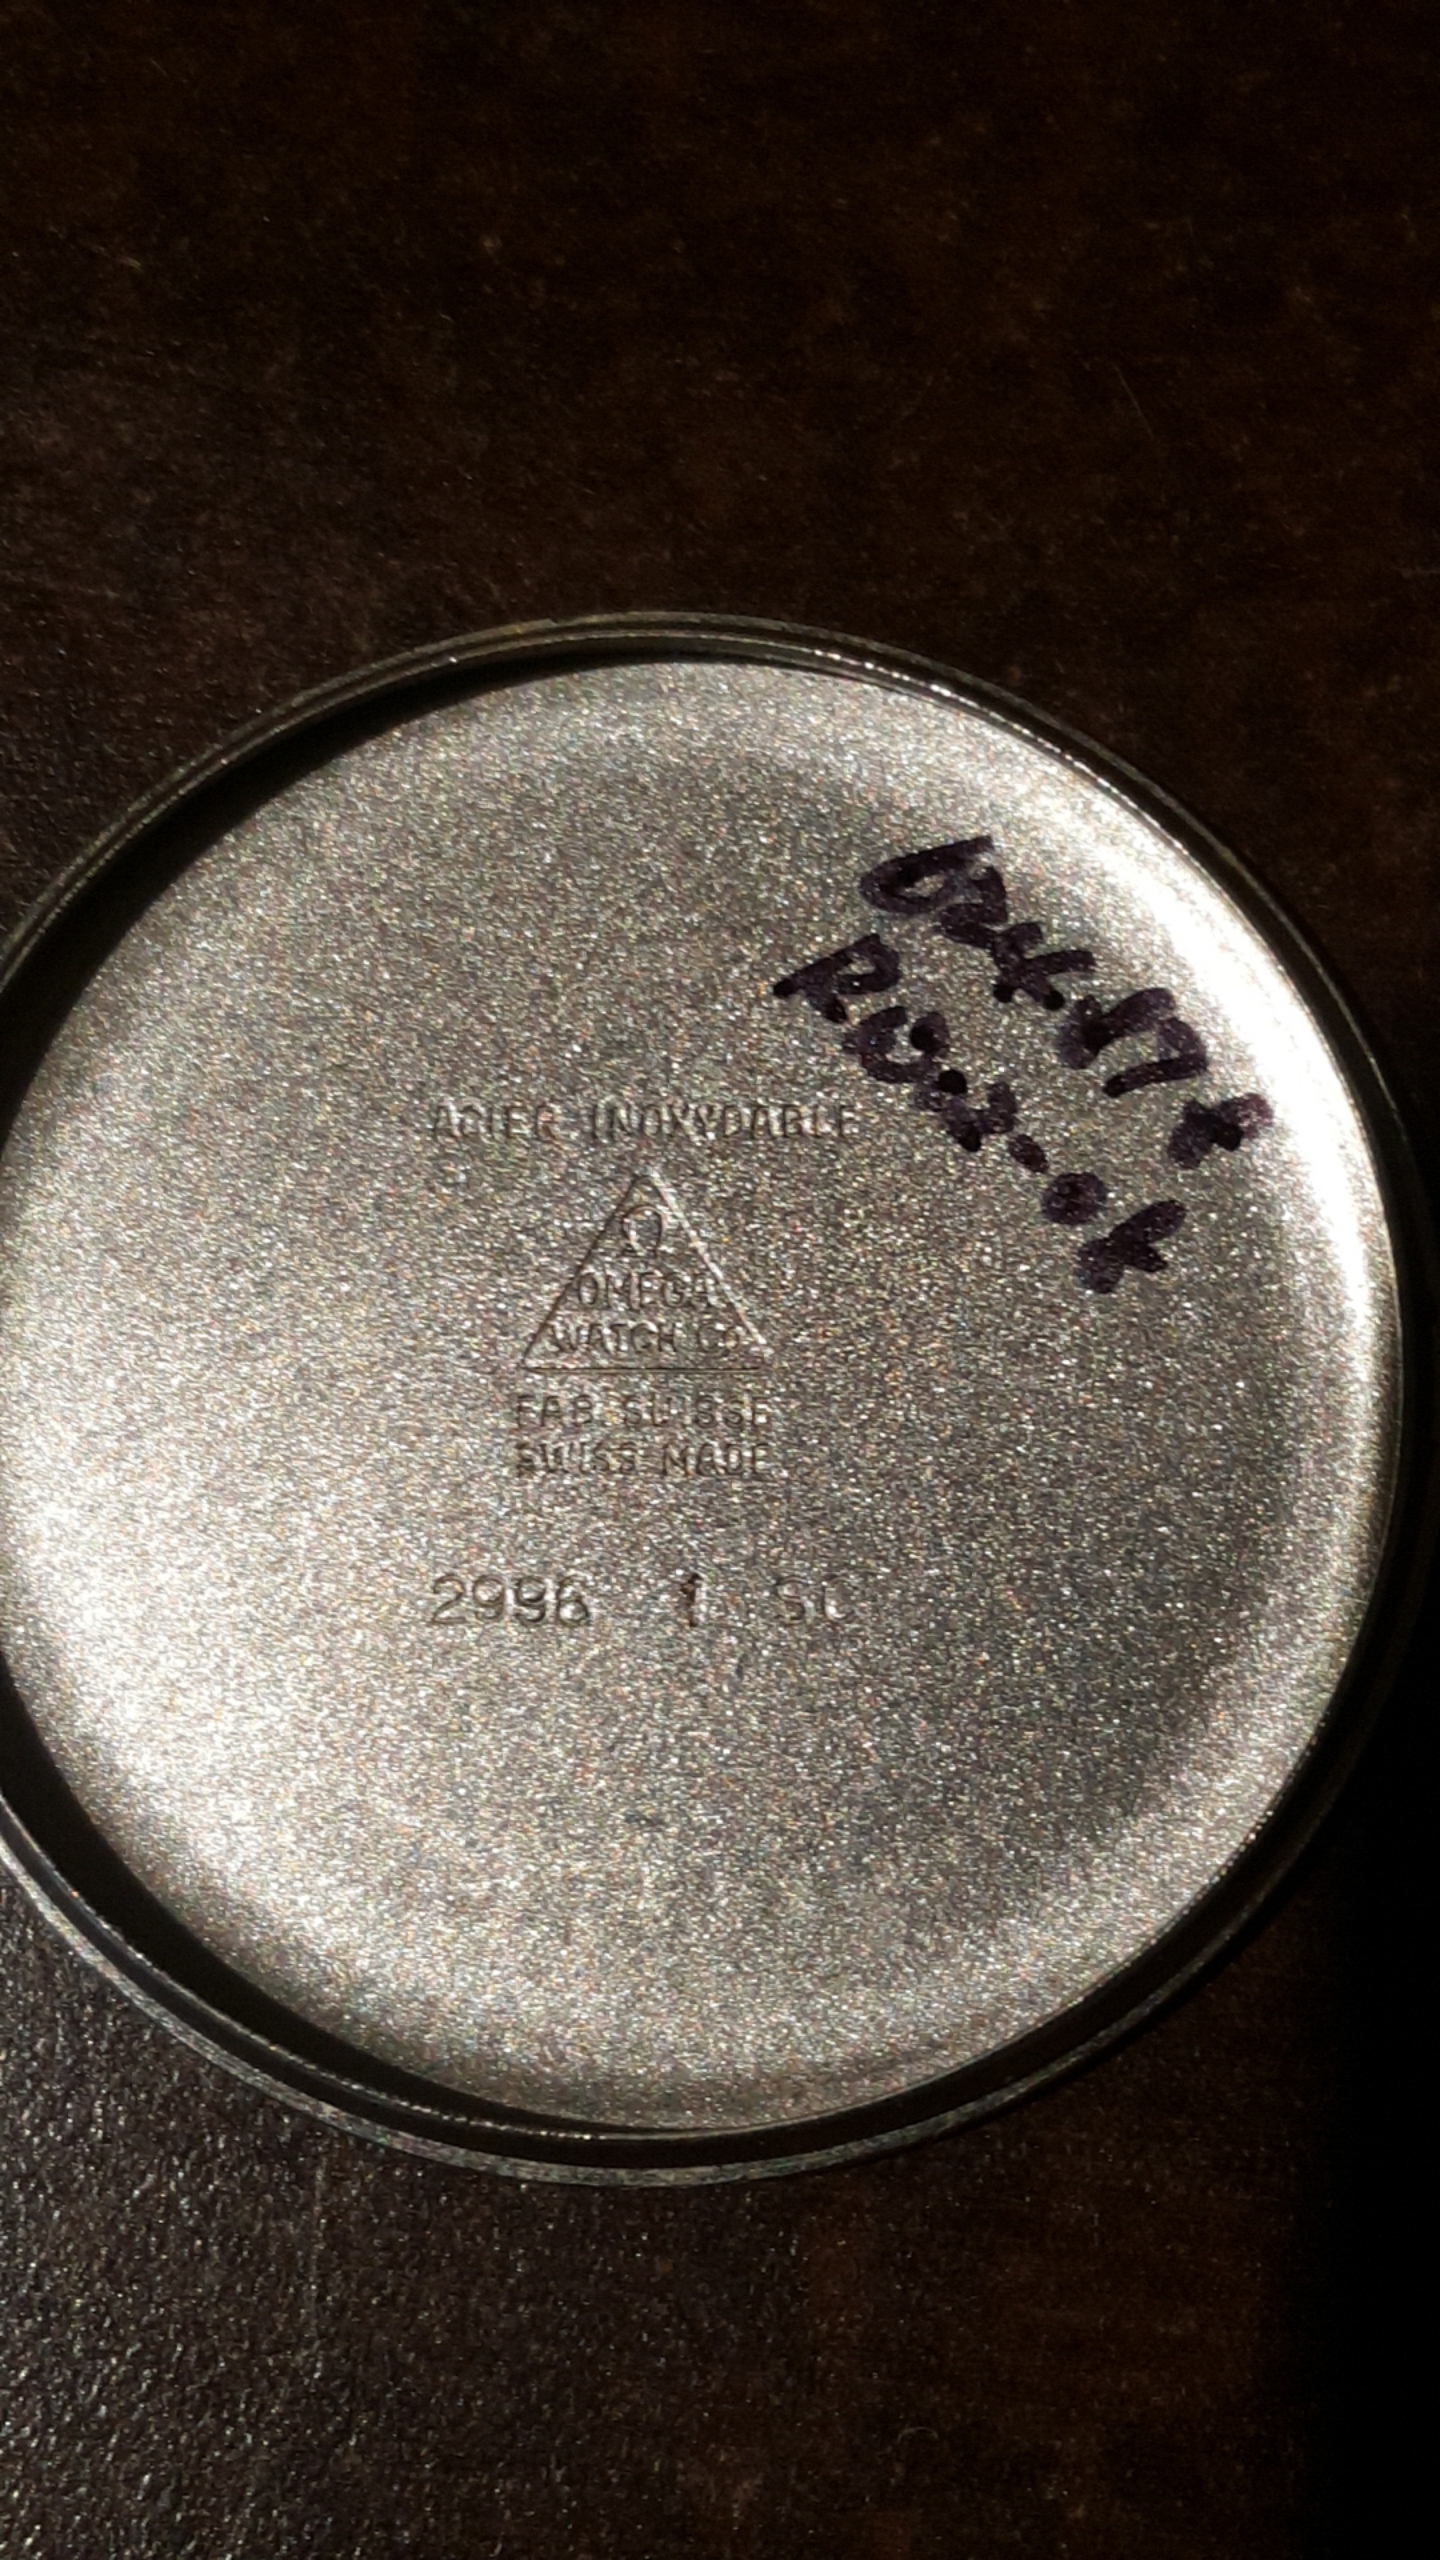 ACIER INOXYDABLE
Ω
OMEGA
WATCH Co
FAB. SUISSE
SWISS MADE
2996 1 SC